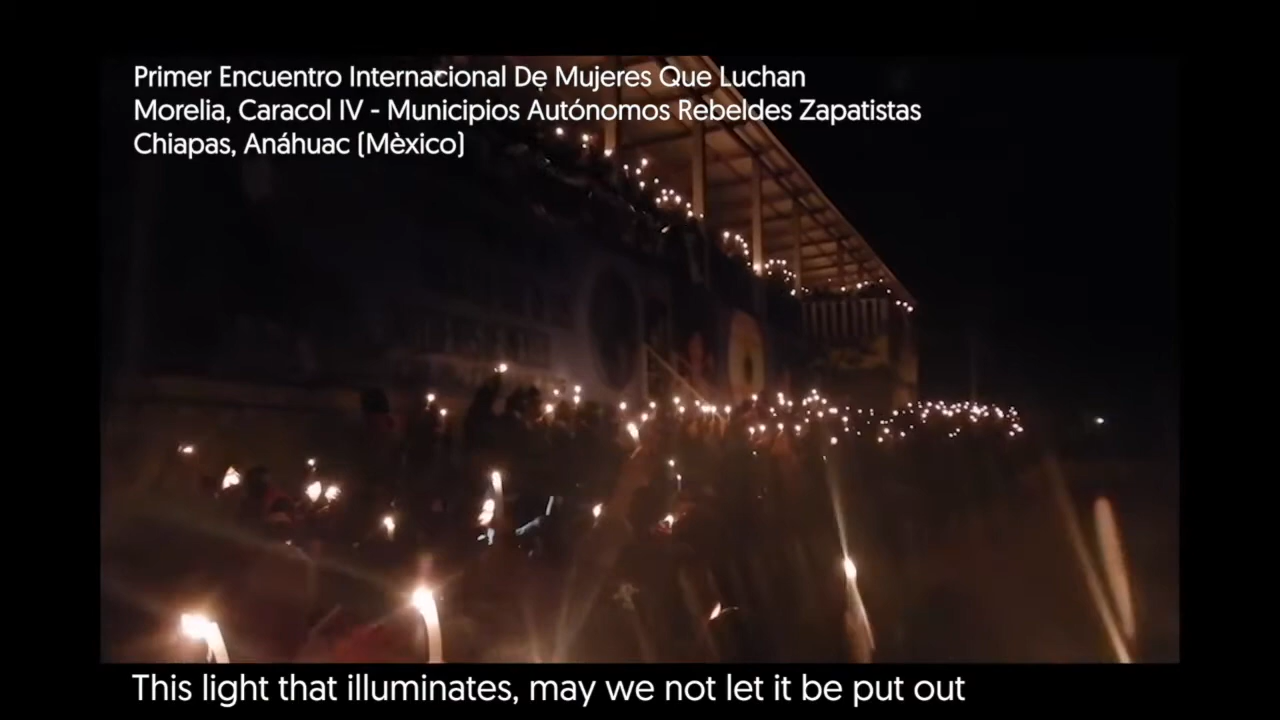 Primer Encuentro Internacional De Mujeres Que Luchan
Morelia, Caracol IV - Municipios Autónomos Rebeldes Zapatistas
Chiapas, Anáhuac (Mèxico)
This light that illuminates, may we not let it be put out